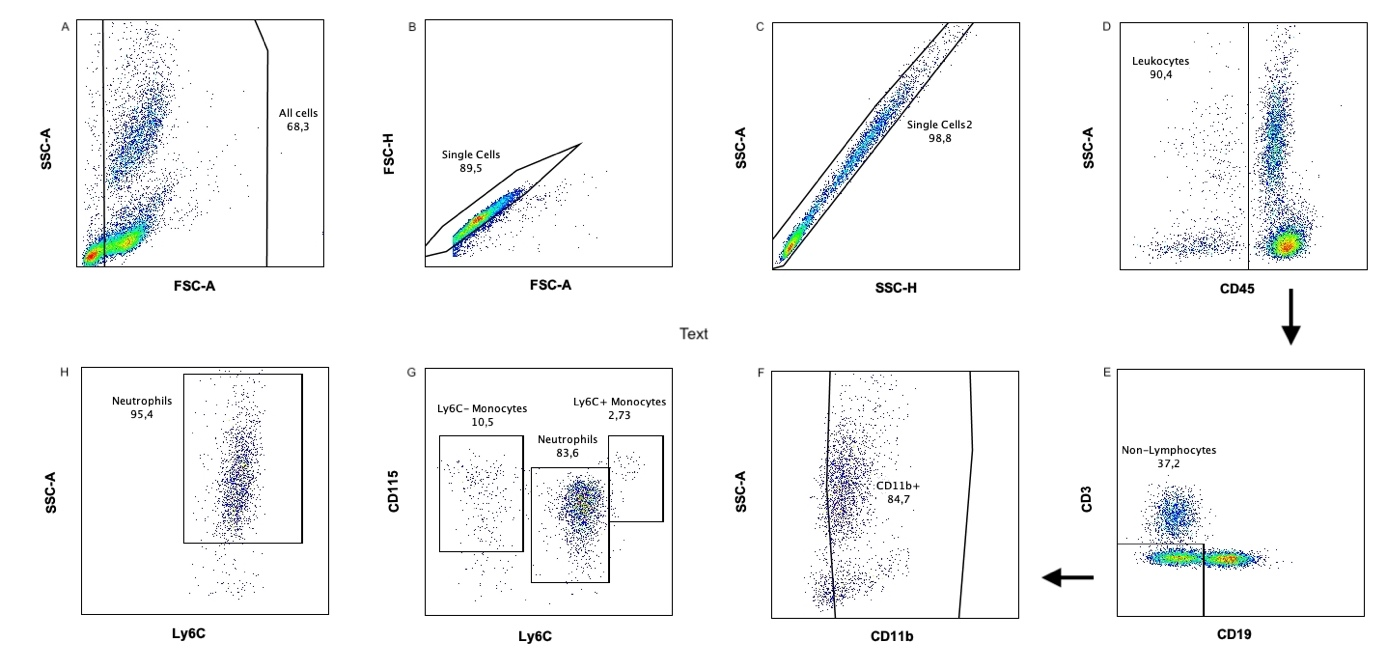 A
SSC-A
All cells
68,3
FSC-A
B
FSC-H
Single Cells
89,5
FSC-A
C
SSC-A
Single Cells2
98,8
SSC-H
D
SSC-A
Leukocytes
90,4
CD45
Text
H
SSC-A
Neutrophils
95,4
Ly6C
G
CD115
Ly6C- Monocytes
10,5
Neutrophils
83,6
Ly6C+ Monocytes
2,73
Ly6C
F
SSC-A
CD11b+
84,7
CD11b
E
CD3
Non-Lymphocytes
37,2
CD19